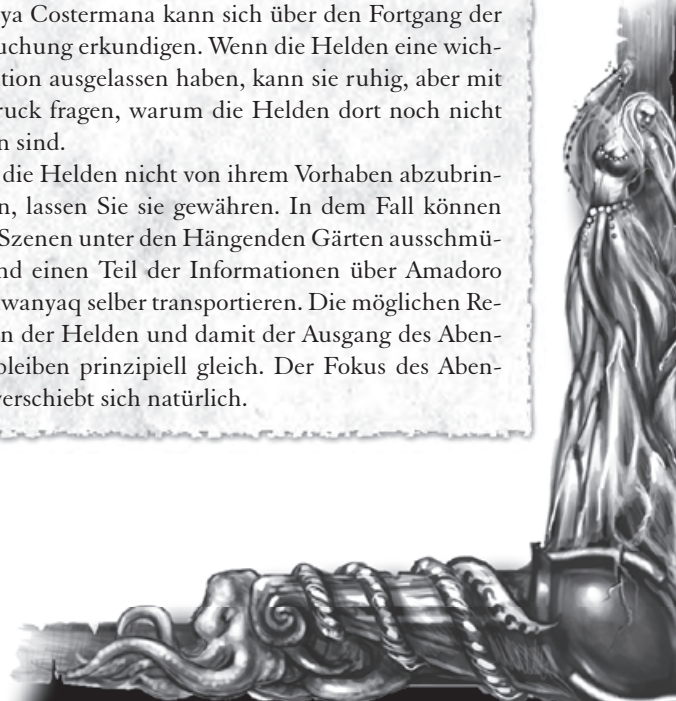 ya Costermana kann sich über den Fortgang der
uchung erkundigen. Wenn die Helden eine wich-
tion ausgelassen haben, kann sie ruhig, aber mit
ruck fragen, warum die Helden dort noch nicht
n sind.
die Helden nicht von ihrem Vorhaben abzubrin-
n, lassen Sie sie gewähren. In dem Fall können
Szenen unter den Hängenden Gärten ausschmü-
nd einen Teil der Informationen über Amadoro
wanyaq selber transportieren. Die möglichen Re-
n der Helden und damit der Ausgang des Aben-
bleiben prinzipiell gleich. Der Fokus des Aben-
verschiebt sich natürlich.